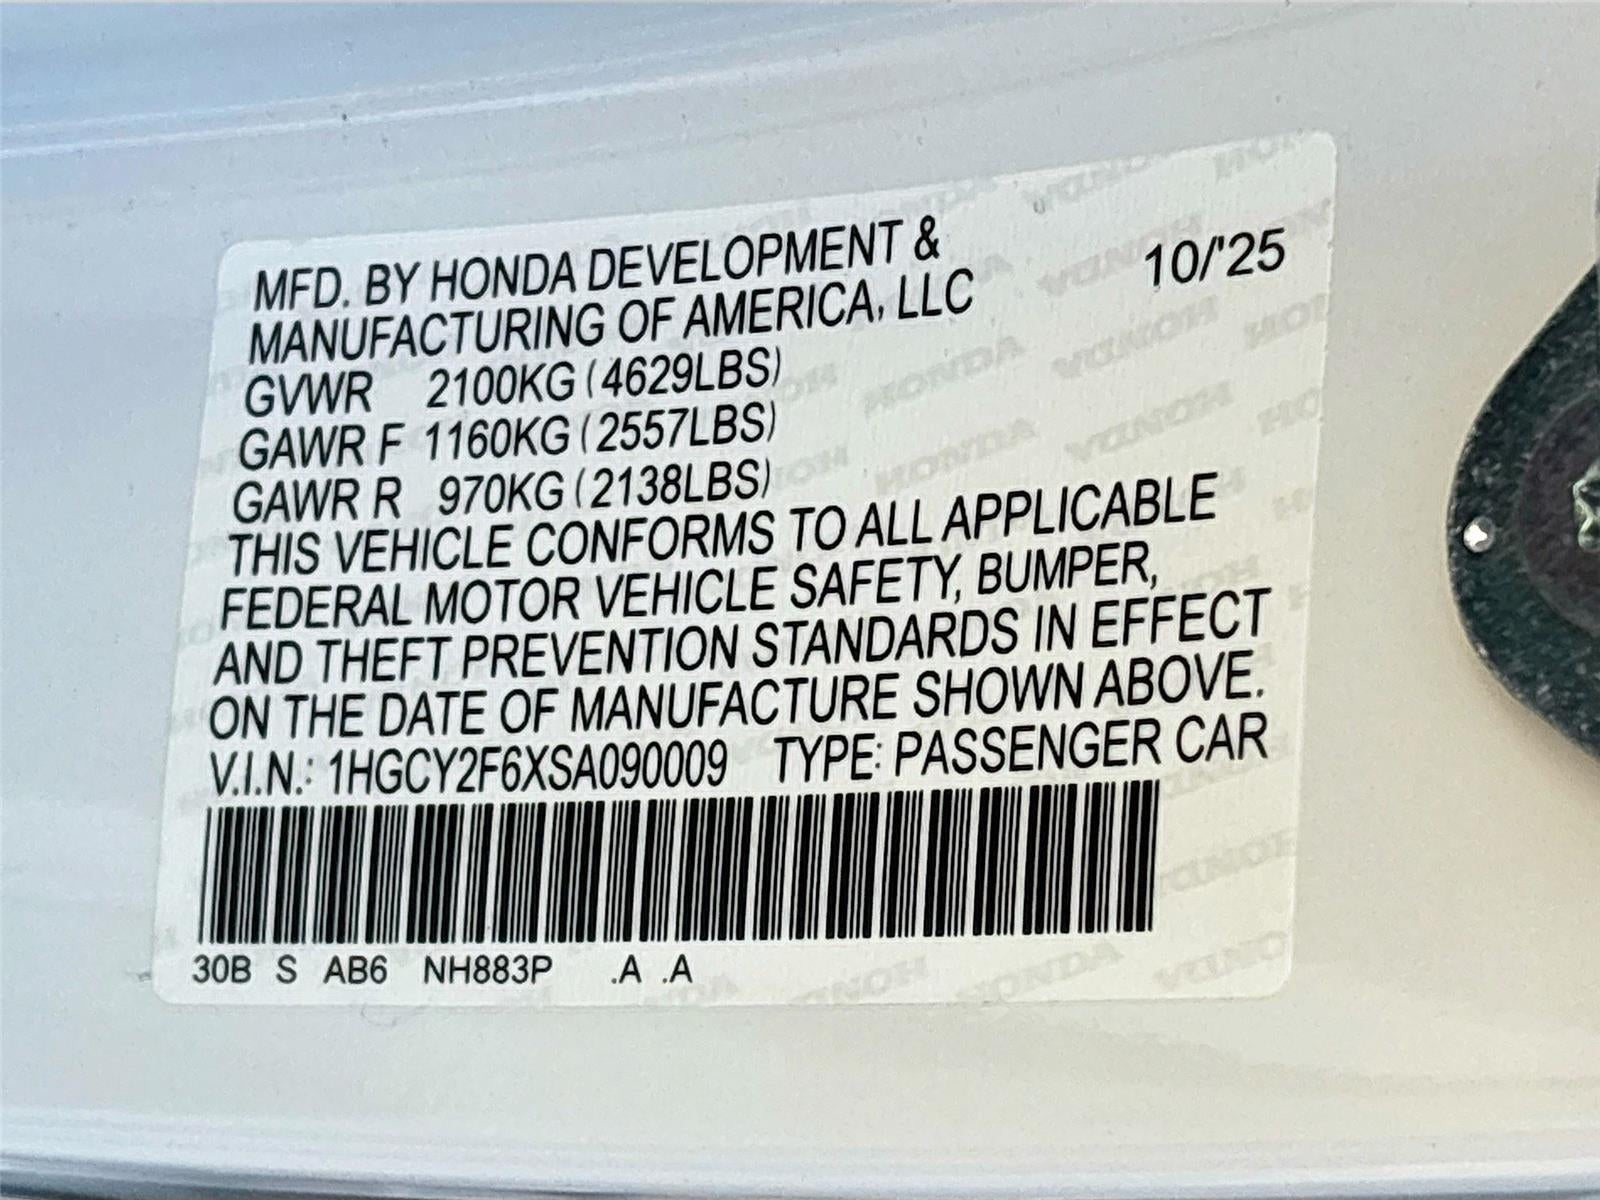 MFD. BY HONDA DEVELOPMENT &
MANUFACTURING OF AMERICA, LLC
10/'25
GVWR 2100KG (4629LBS)
GAWR F 1160KG (2557LBS)
GAWR R 970KG (2138LBS)
THIS VEHICLE CONFORMS TO ALL APPLICABLE
FEDERAL MOTOR VEHICLE SAFETY, BUMPER,
AND THEFT PREVENTION STANDARDS IN EFFECT
ON THE DATE OF MANUFACTURE SHOWN ABOVE.
V.I.N.: 1HGCY2F6XSA090009 TYPE: PASSENGER CAR
30B S AB6 NH883P .A .A